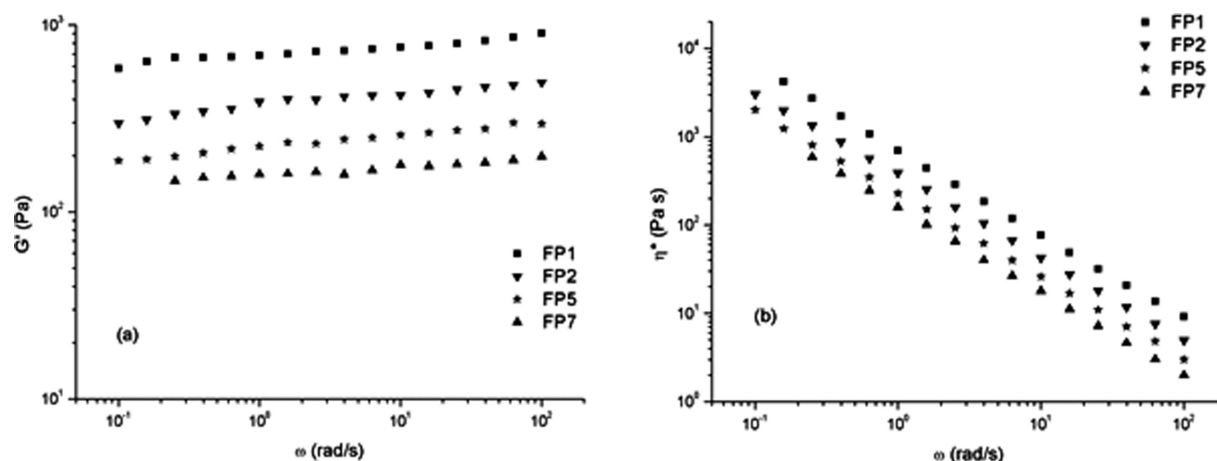 10³
10²
10¹
G' (Pa)
FP1
FP2
FP5
FP7
(a)
10⁻¹ 10⁰ 10¹ 10²
ω (rad/s)
FP1
FP2
FP5
FP7
10⁴
10³
10²
10¹
10⁰
η* (Pa s)
(b)
10⁻¹ 10⁰ 10¹ 10²
ω (rad/s)